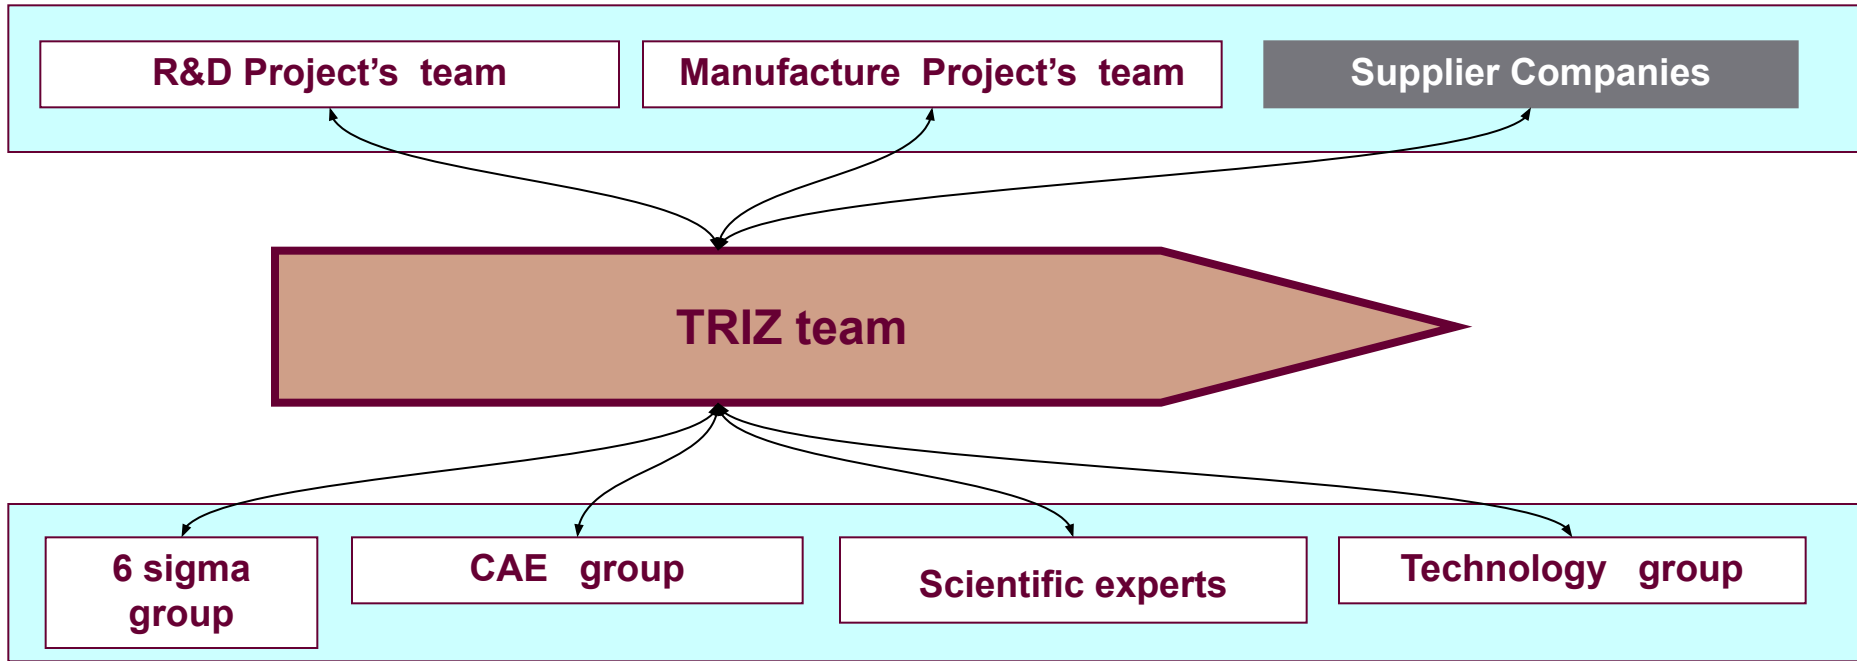 R&D Project’s team
Manufacture Project’s team
Supplier Companies
TRIZ team
6 sigma
group
CAE group
Scientific experts
Technology group